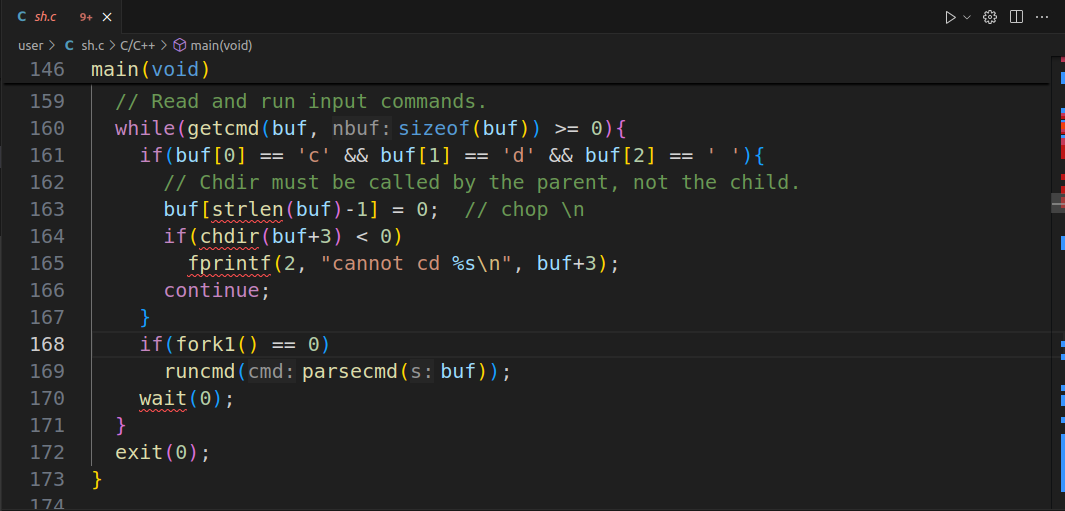 C sh.c 9+ ×
user > C sh.c > C/C++ > main(void)
146 main(void)
159 // Read and run input commands.
160 while(getcmd(buf, nbuf: sizeof(buf)) >= 0){
161 if(buf[0] == 'c' && buf[1] == 'd' && buf[2] == ' '){
162 // Chdir must be called by the parent, not the child.
163 buf[strlen(buf)-1] = 0;  // chop \n
164 if(chdir(buf+3) < 0)
165 fprintf(2, "cannot cd %s\n", buf+3);
166 continue;
167 }
168 if(fork1() == 0)
169 runcmd(cmd: parsecmd(s: buf));
170 wait(0);
171 }
172 exit(0);
173 }
174